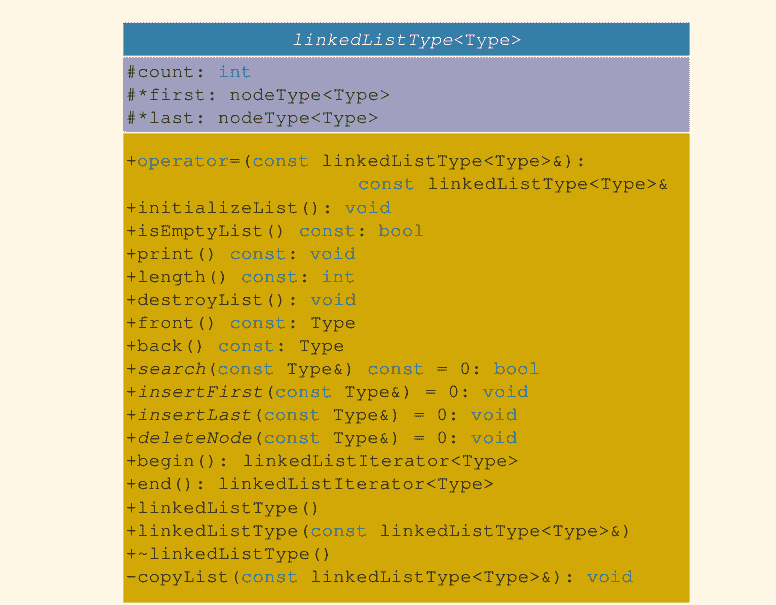 linkedListType<Type>
#count: int
#*first: nodeType<Type>
#*last: nodeType<Type>
+operator=(const linkedListType<Type>&):
const linkedListType<Type>&
+initializeList(): void
+isEmptyList() const: bool
+print() const: void
+length() const: int
+destroyList(): void
+front() const: Type
+back() const: Type
+search(const Type&) const = 0: bool
+insertFirst(const Type&) = 0: void
+insertLast(const Type&) = 0: void
+deleteNode(const Type&) = 0: void
+begin(): linkedListIterator<Type>
+end(): linkedListIterator<Type>
+linkedListType()
+linkedListType(const linkedListType<Type>&)
+~linkedListType()
-copyList(const linkedListType<Type>&): void